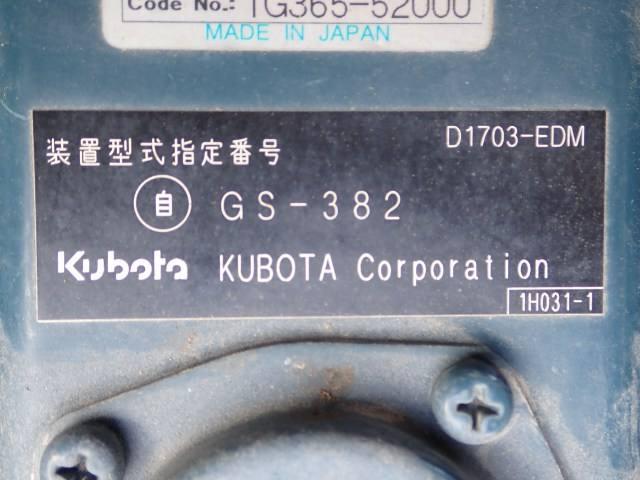 Code No.: 1G365-52000
MADE IN JAPAN
D1703-EDM
装置型式指定番号
自 GS-382
Kubota KUBOTA Corporation
1H031-1